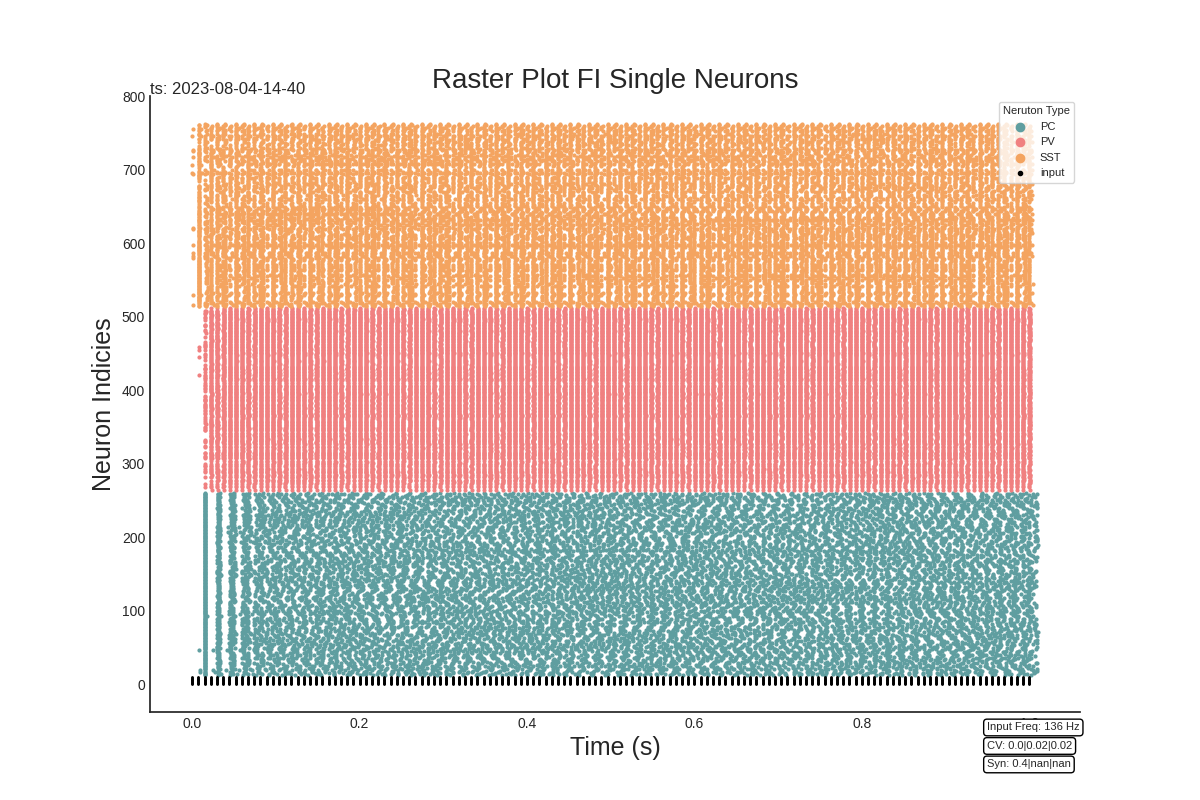 Raster Plot FI Single Neurons
ts: 2023-08-04-14-40
800
700
600
500
400
300
200
100
0
Neuron Indicies
Neruton Type
PC
PV
SST
input
0.0 0.2 0.4 0.6 0.8
Time (s)
Input Freq: 136 Hz
CV: 0.0|0.02|0.02
Syn: 0.4|nan|nan